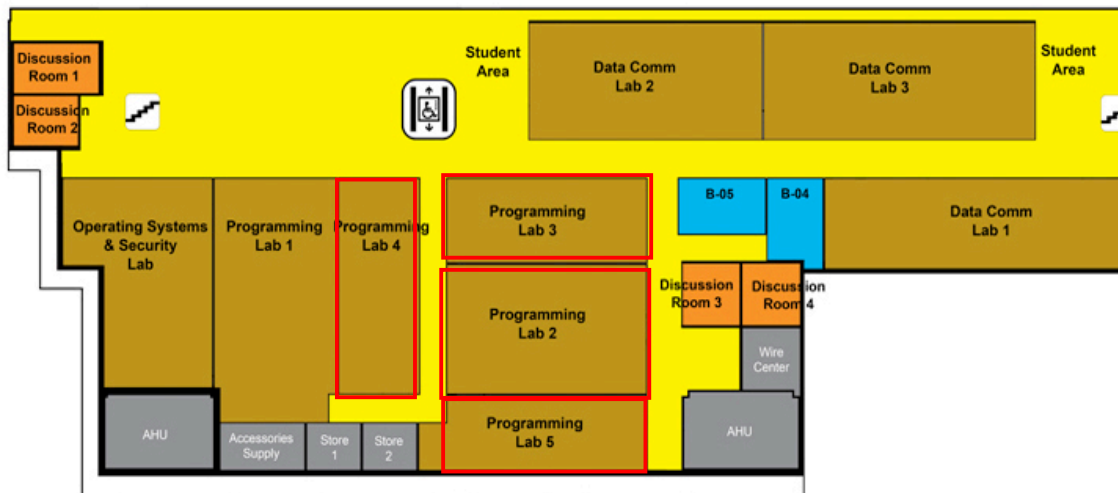 Discussion
Room 1
Discussion
Room 2
Student
Area
Data Comm
Lab 2
Data Comm
Lab 3
Student
Area
Operating Systems
& Security
Lab
Programming
Lab 1
Programming
Lab 4
Programming
Lab 3
B-05
B-04
Data Comm
Lab 1
Programming
Lab 2
Discussion
Room 3
Discussion
Room 4
Wire
Center
AHU
Accessories
Supply
Store
1
Store
2
Programming
Lab 5
AHU